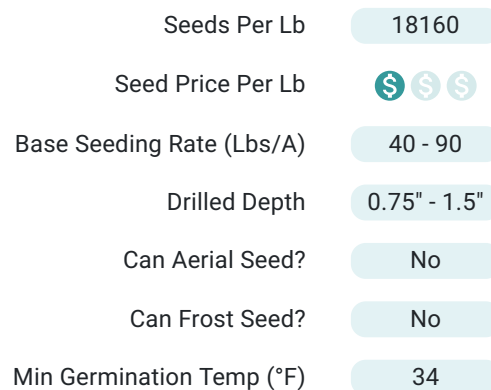 Seeds Per Lb 18160
Seed Price Per Lb $ $ $
Base Seeding Rate (Lbs/A) 40 - 90
Drilled Depth 0.75" - 1.5"
Can Aerial Seed? No
Can Frost Seed? No
Min Germination Temp (°F) 34